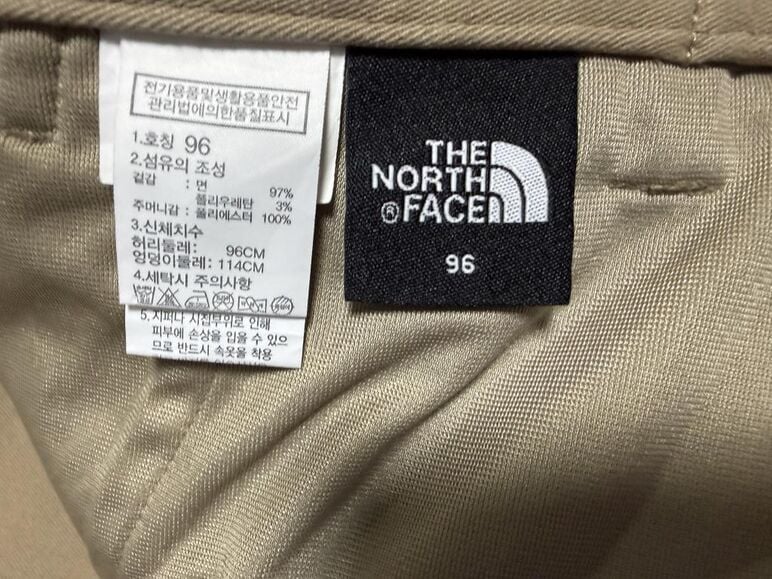 전기용품및생활용품안전
관리법에의한품질표시
1.호칭 96
2.섬유의 조성
겉감 : 면 97%
폴리우레탄 3%
주머니감 : 폴리에스터 100%
3.신체치수
허리둘레: 96CM
엉덩이둘레: 114CM
4.세탁시 주의사항
5. 지퍼나 시접부위로 인해
피부에 손상을 입을 수 있으
므로 반드시 속옷을 착용
THE
NORTH
® FACE
96